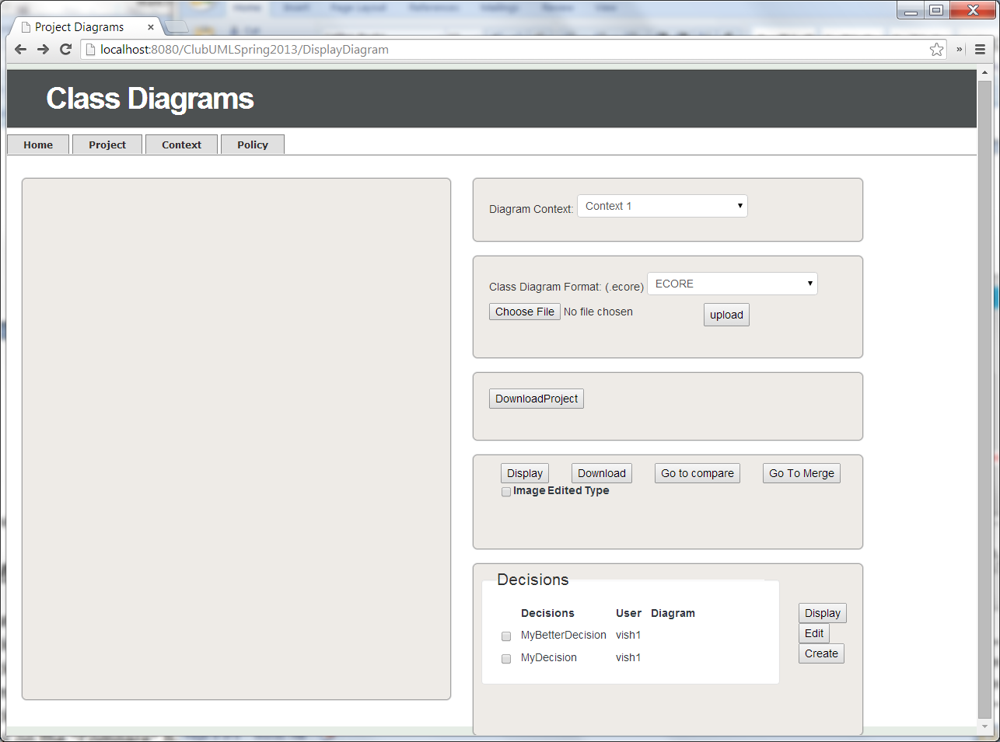 Project Diagrams
localhost:8080/ClubUMLSpring2013/DisplayDiagram
Class Diagrams
Home Project Context Policy
Diagram Context: Context 1
Class Diagram Format: (.ecore) ECORE
Choose File No file chosen upload
DownloadProject
Display Download Go to compare Go To Merge
Image Edited Type
Decisions
Decisions User Diagram
MyBetterDecision vish1
MyDecision vish1
Display
Edit
Create